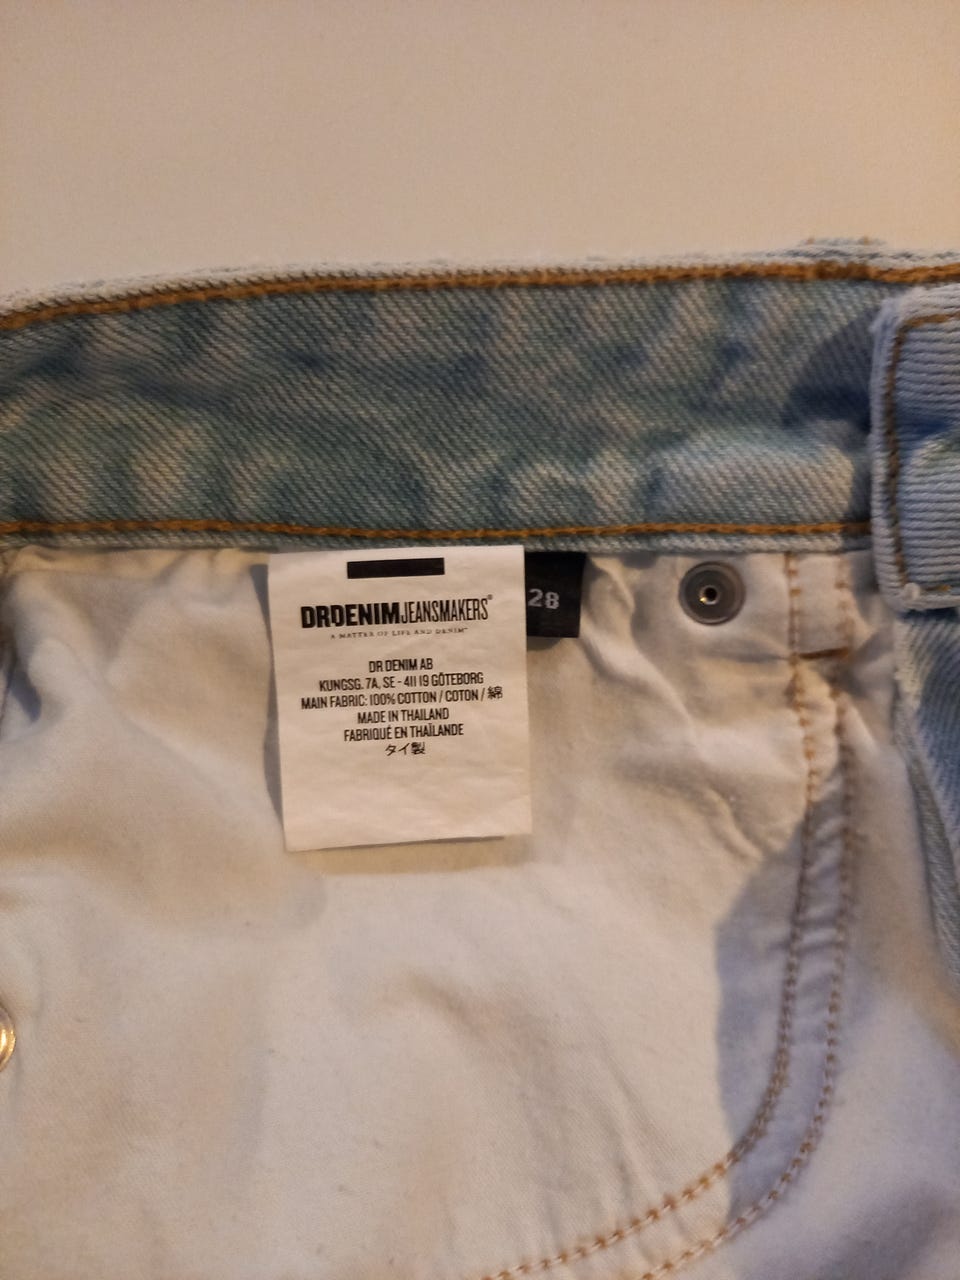 DRDENIMJEANSMAKERS®
A MATTER OF LIFE AND DENIM™
DR DENIM AB
KUNGSG. 7A, SE - 411 19 GÖTEBORG
MAIN FABRIC: 100% COTTON / COTON / 綿
MADE IN THAILAND
FABRIQUÉ EN THAÏLANDE
タイ製
28